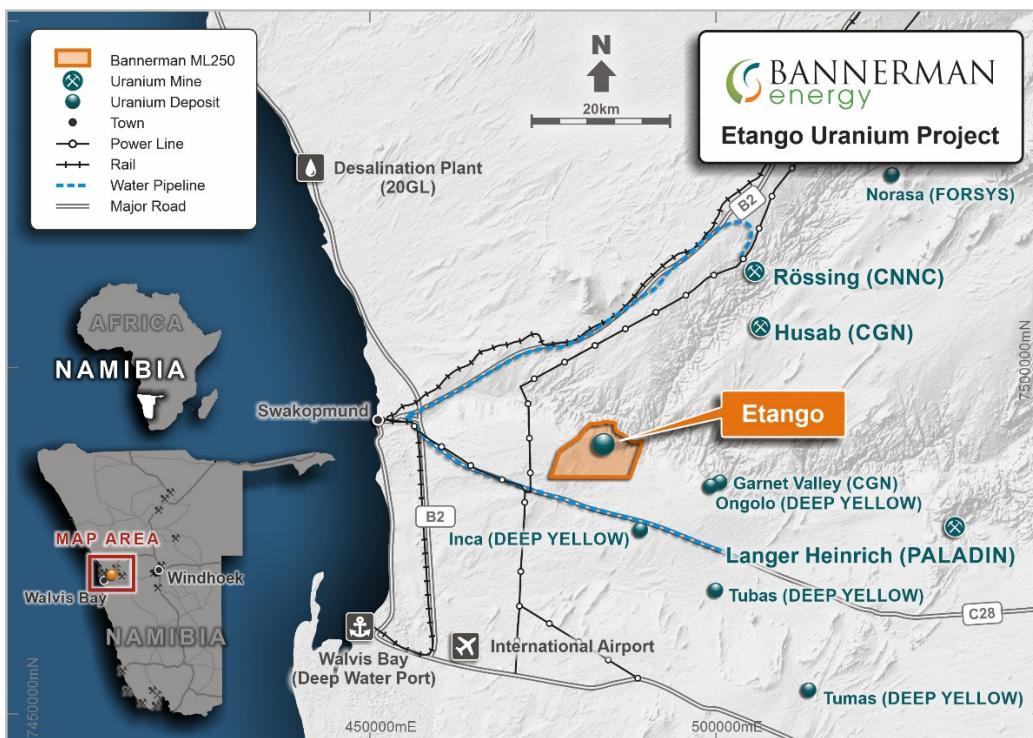 Bannerman ML250
Uranium Mine
Uranium Deposit
Town
Power Line
Rail
Water Pipeline
Major Road
N
20km
BANNERMAN
energy
Etango Uranium Project
Desalination Plant
(20GL)
B2
Norasa (FORSYS)
Rössing (CNNC)
Husab (CGN)
AFRICA
NAMIBIA
Swakopmund
Etango
7500000mN
Garnet Valley (CGN)
Ongolo (DEEP YELLOW)
B2
Inca (DEEP YELLOW)
Langer Heinrich (PALADIN)
MAP AREA
Windhoek
Walvis Bay
NAMIBIA
Tubas (DEEP YELLOW)
C28
Walvis Bay
(Deep Water Port)
International Airport
Tumas (DEEP YELLOW)
7450000mN
450000mE
500000mE